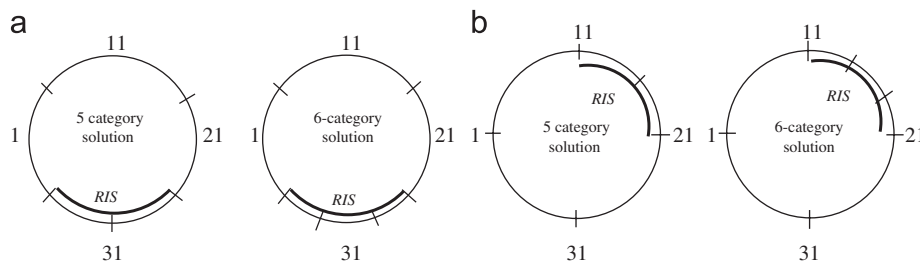 a
11
1
5 category
solution
21
RIS
31
11
1
6-category
solution
21
RIS
31
b
11
RIS
1
5 category
solution
21
31
11
RIS
1
6-category
solution
21
31